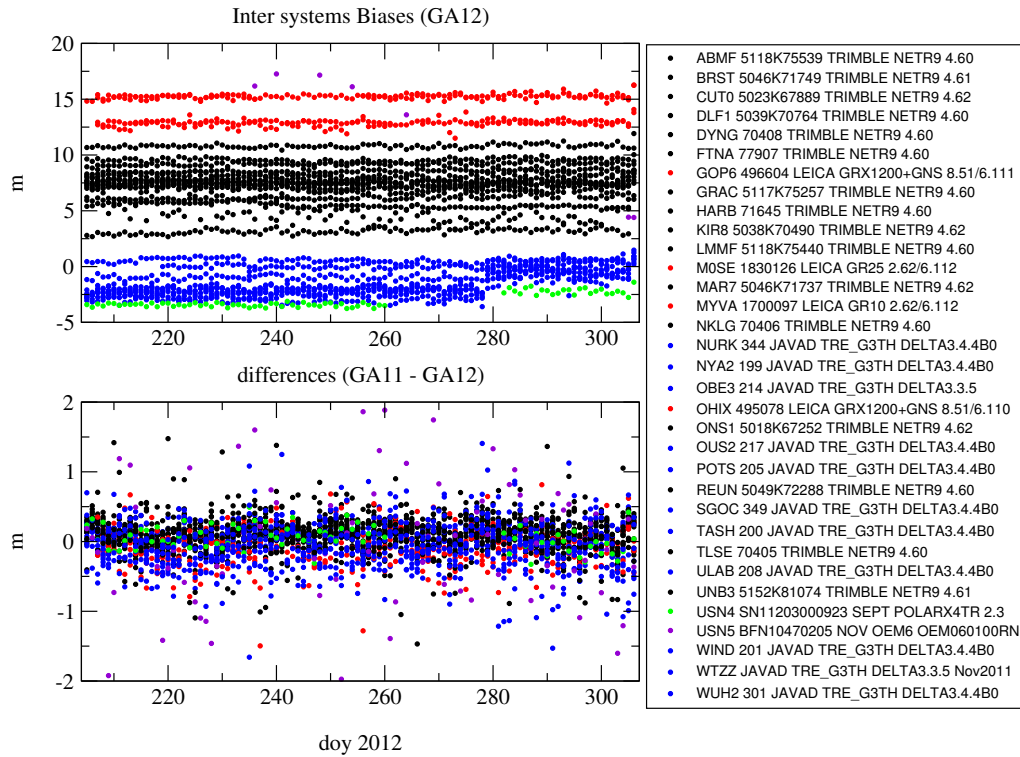 Inter systems Biases (GA12)
20
15
10
5
0
-5
m
220
240
260
280
300
differences (GA11 - GA12)
2
1
0
-1
-2
m
220
240
260
280
300
doy 2012
ABMF 5118K75539 TRIMBLE NETR9 4.60
BRST 5046K71749 TRIMBLE NETR9 4.61
CUT0 5023K67889 TRIMBLE NETR9 4.62
DLF1 5039K70764 TRIMBLE NETR9 4.60
DYNG 70408 TRIMBLE NETR9 4.60
FTNA 77907 TRIMBLE NETR9 4.60
GOP6 496604 LEICA GRX1200+GNS 8.51/6.111
GRAC 5117K75257 TRIMBLE NETR9 4.60
HARB 71645 TRIMBLE NETR9 4.60
KIR8 5038K70490 TRIMBLE NETR9 4.62
LMMF 5118K75440 TRIMBLE NETR9 4.60
M0SE 1830126 LEICA GR25 2.62/6.112
MAR7 5046K71737 TRIMBLE NETR9 4.62
MYVA 1700097 LEICA GR10 2.62/6.112
NKLG 70406 TRIMBLE NETR9 4.60
NURK 344 JAVAD TRE_G3TH DELTA3.4.4B0
NYA2 199 JAVAD TRE_G3TH DELTA3.4.4B0
OBE3 214 JAVAD TRE_G3TH DELTA3.3.5
OHIX 495078 LEICA GRX1200+GNS 8.51/6.110
ONS1 5018K67252 TRIMBLE NETR9 4.62
OUS2 217 JAVAD TRE_G3TH DELTA3.4.4B0
POTS 205 JAVAD TRE_G3TH DELTA3.4.4B0
REUN 5049K72288 TRIMBLE NETR9 4.60
SGOC 349 JAVAD TRE_G3TH DELTA3.4.4B0
TASH 200 JAVAD TRE_G3TH DELTA3.4.4B0
TLSE 70405 TRIMBLE NETR9 4.60
ULAB 208 JAVAD TRE_G3TH DELTA3.4.4B0
UNB3 5152K81074 TRIMBLE NETR9 4.61
USN4 SN11203000923 SEPT POLARX4TR 2.3
USN5 BFN10470205 NOV OEM6 OEM060100RN
WIND 201 JAVAD TRE_G3TH DELTA3.4.4B0
WTZZ JAVAD TRE_G3TH DELTA3.3.5 Nov2011
WUH2 301 JAVAD TRE_G3TH DELTA3.4.4B0